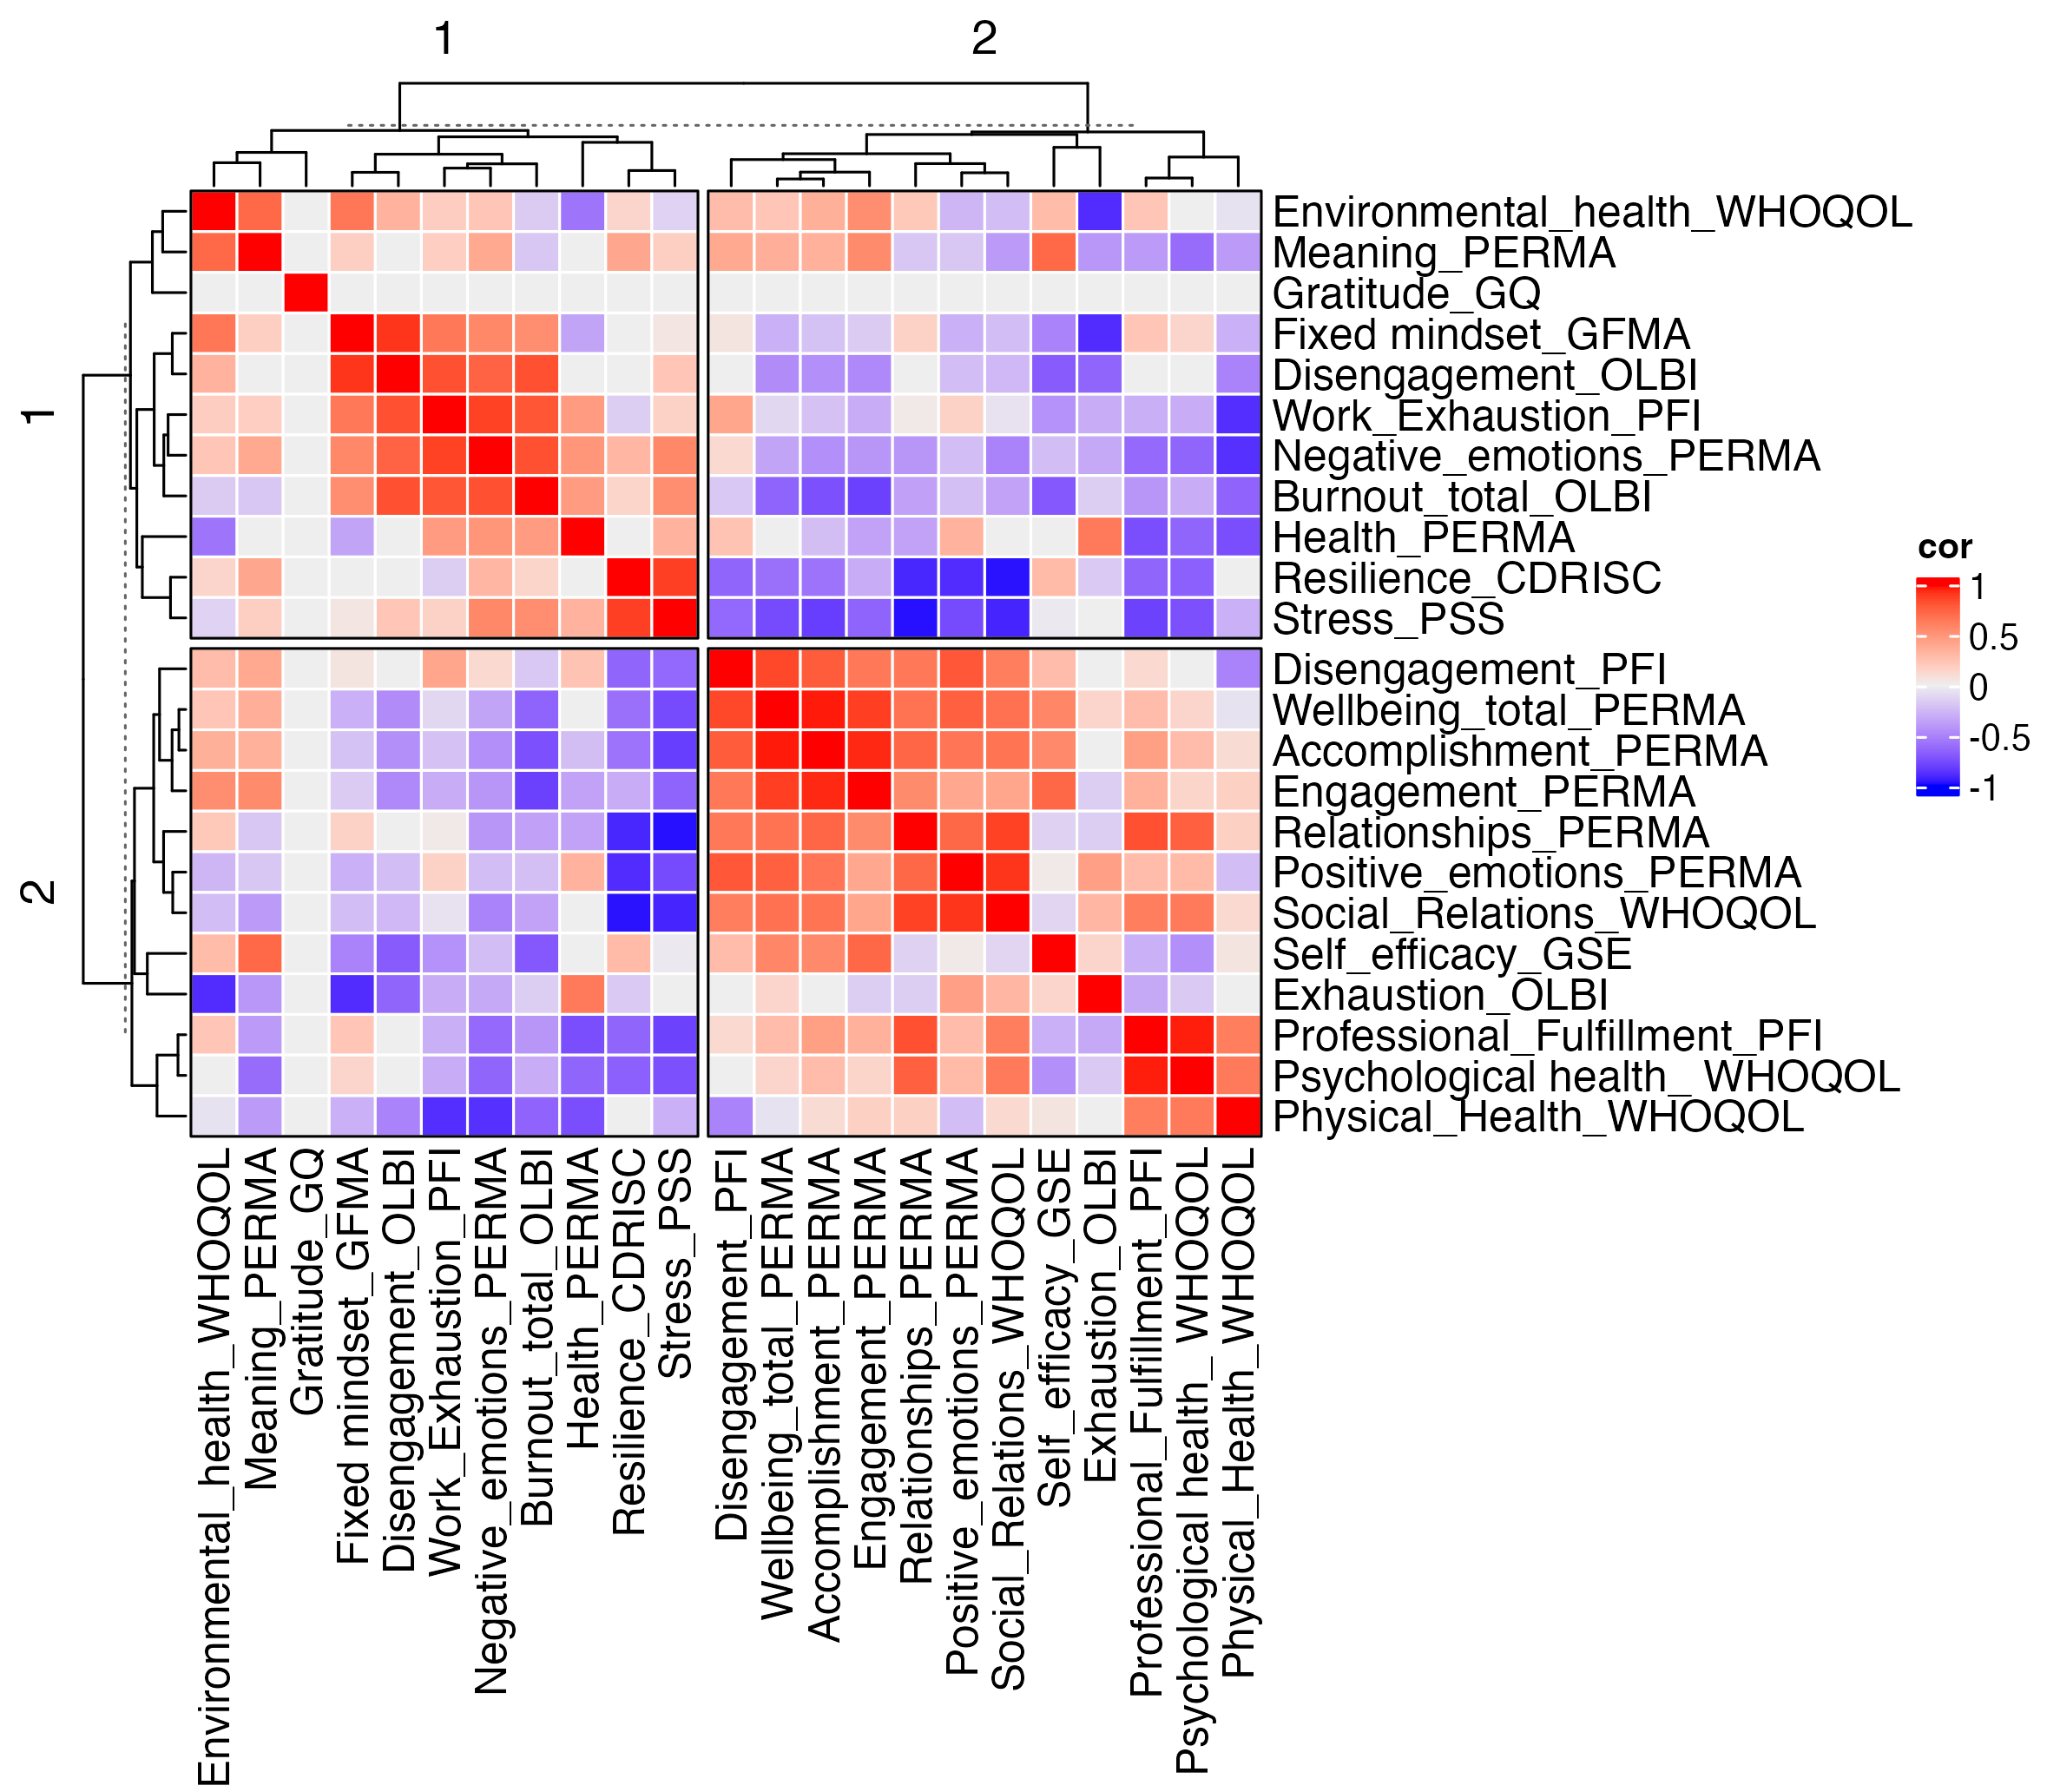 1
2
1
2
Environmental_health_WHOQOL
Meaning_PERMA
Gratitude_GQ
Fixed mindset_GFMA
Disengagement_OLBI
Work_Exhaustion_PFI
Negative_emotions_PERMA
Burnout_total_OLBI
Health_PERMA
Resilience_CDRISC
Stress_PSS
Disengagement_PFI
Wellbeing_total_PERMA
Accomplishment_PERMA
Engagement_PERMA
Relationships_PERMA
Positive_emotions_PERMA
Social_Relations_WHOQOL
Self_efficacy_GSE
Exhaustion_OLBI
Professional_Fulfillment_PFI
Psychological health_ WHOQOL
Physical_Health_WHOQOL
cor
1
0.5
0
-0.5
-1
Environmental_health_WHOQOL
Meaning_PERMA
Gratitude_GQ
Fixed mindset_GFMA
Disengagement_OLBI
Work_Exhaustion_PFI
Negative_emotions_PERMA
Burnout_total_OLBI
Health_PERMA
Resilience_CDRISC
Stress_PSS
Disengagement_PFI
Wellbeing_total_PERMA
Accomplishment_PERMA
Engagement_PERMA
Relationships_PERMA
Positive_emotions_PERMA
Social_Relations_WHOQOL
Self_efficacy_GSE
Exhaustion_OLBI
Professional_Fulfillment_PFI
Psychological health_ WHOQOL
Physical_Health_WHOQOL